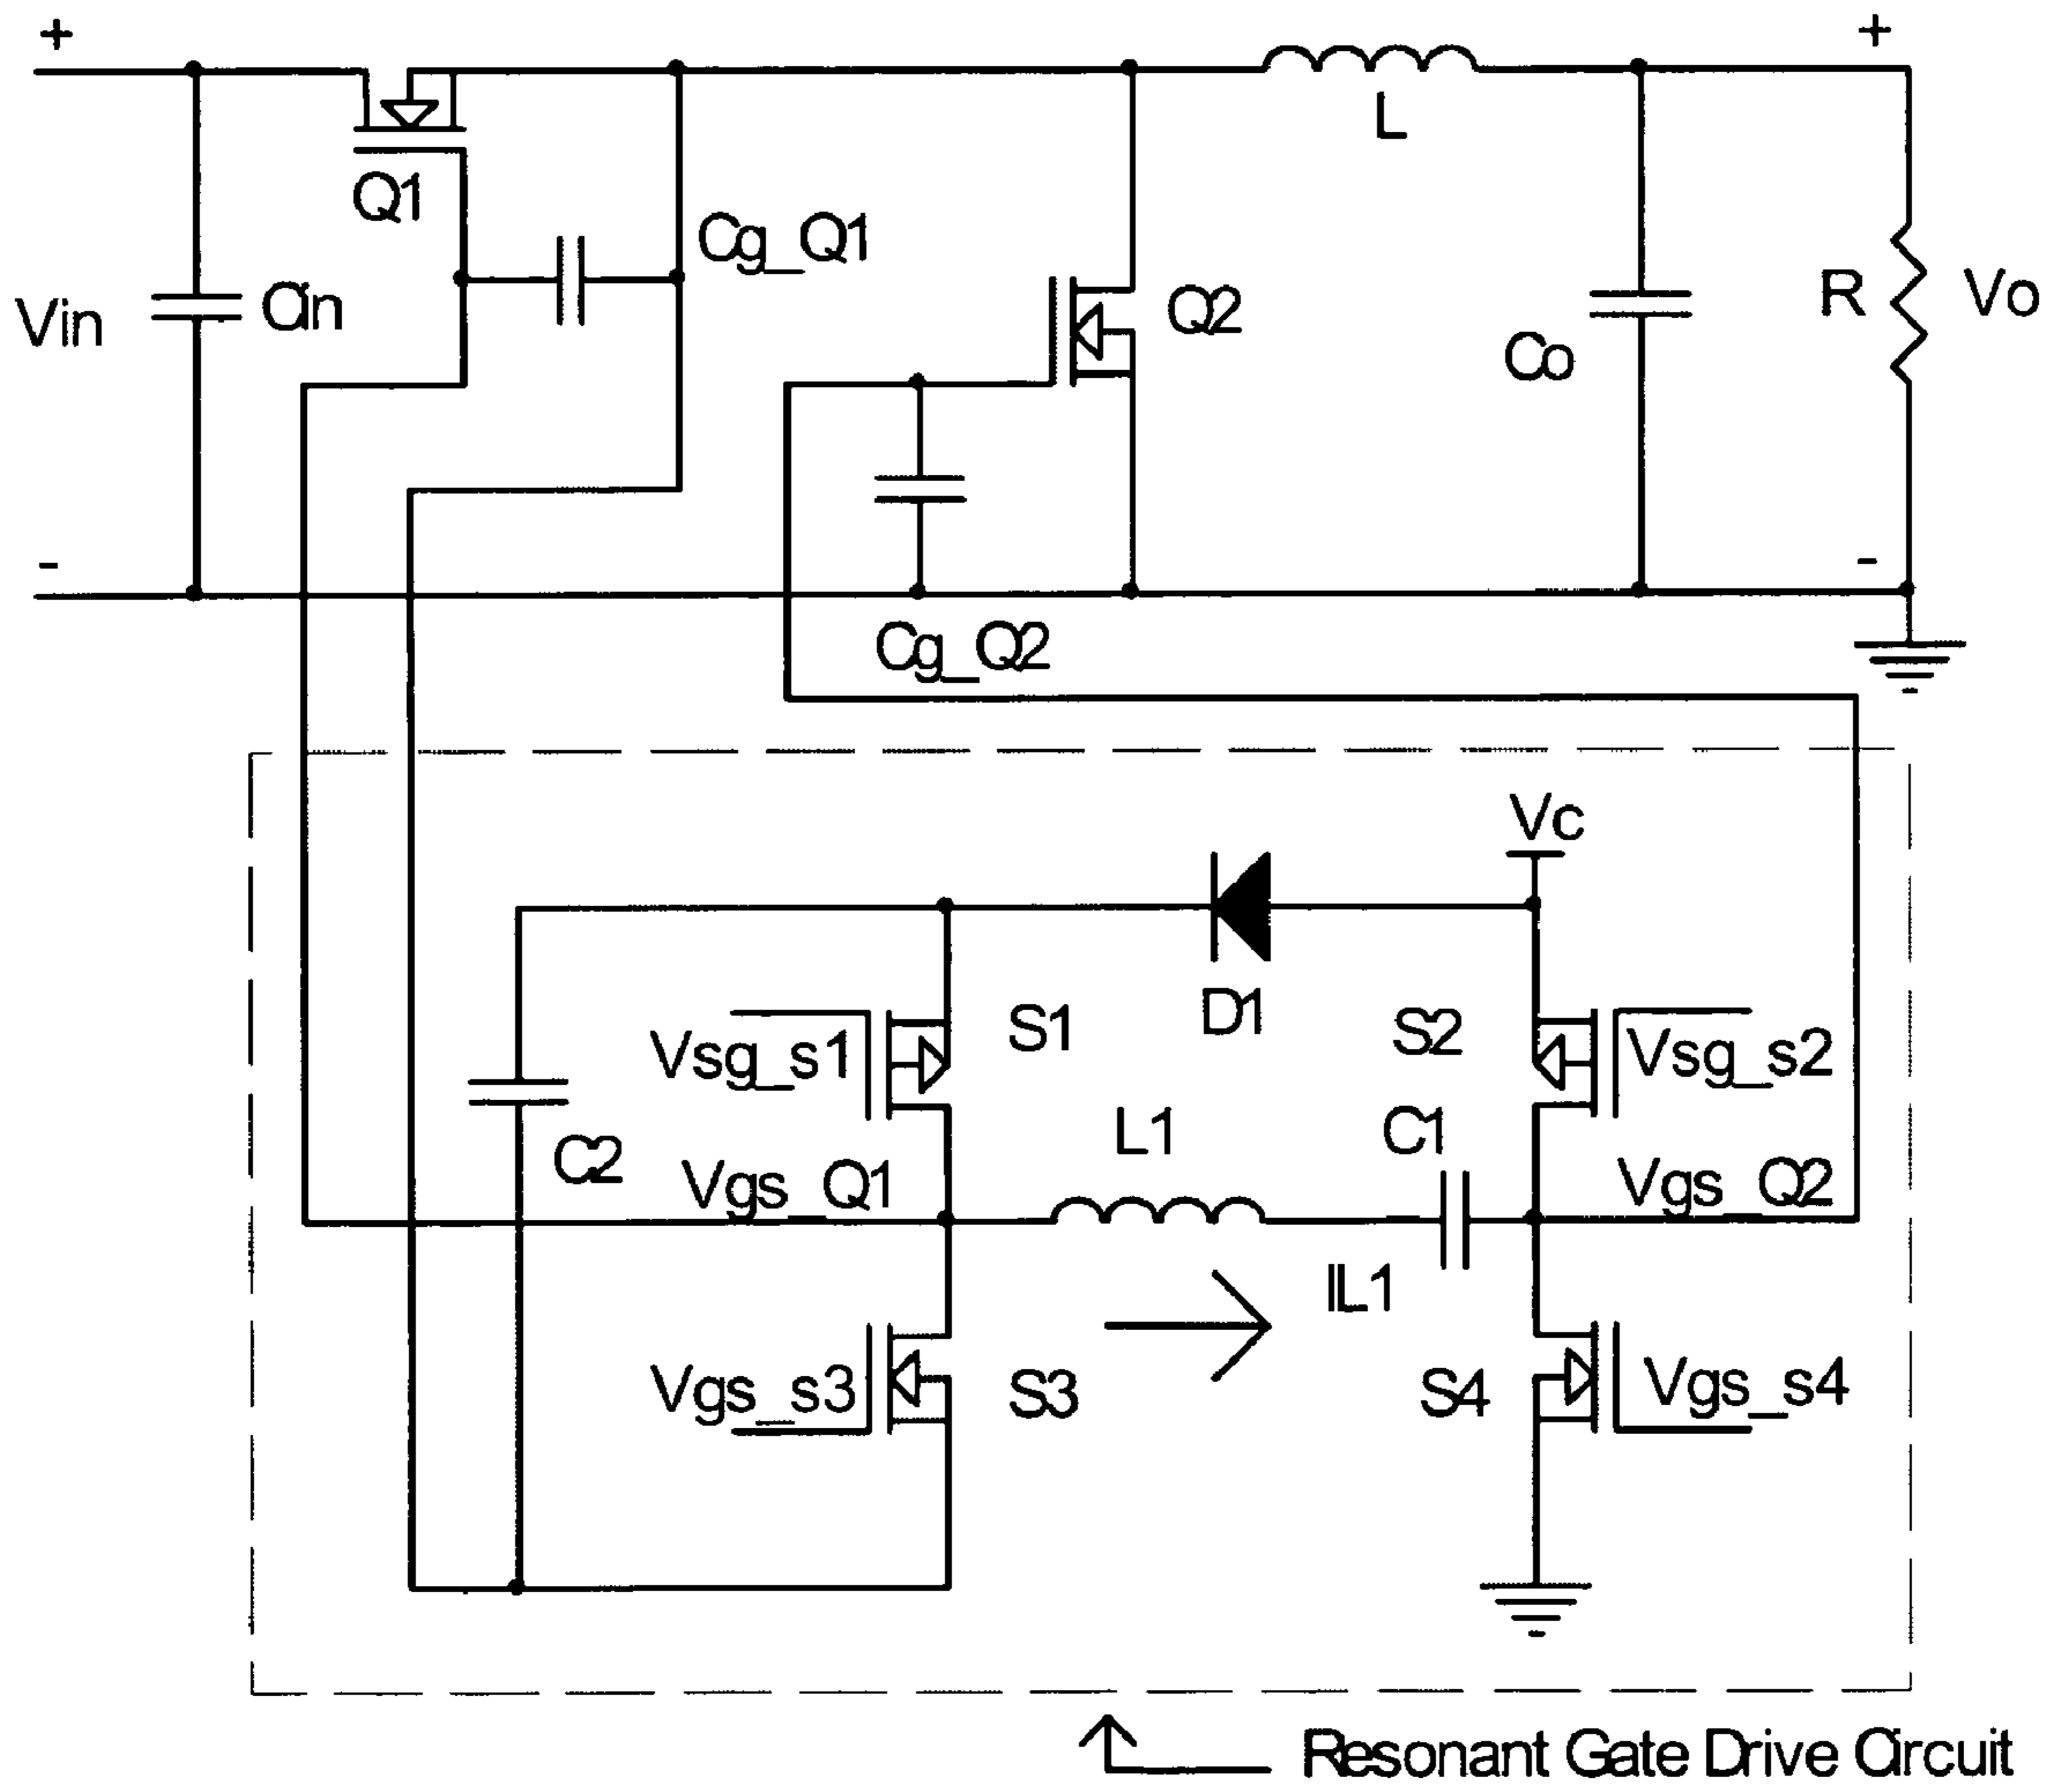 +
+
L
Q1
Cg_Q1
Vin
Cin
Q2
R
Vo
Co
-
-
Cg_Q2
Vc
D1
S1
S2
Vsg_s1
Vsg_s2
L1
C1
C2
Vgs_Q1
Vgs_Q2
IL1
Vgs_s3
S3
S4
Vgs_s4
Resonant Gate Drive Circuit